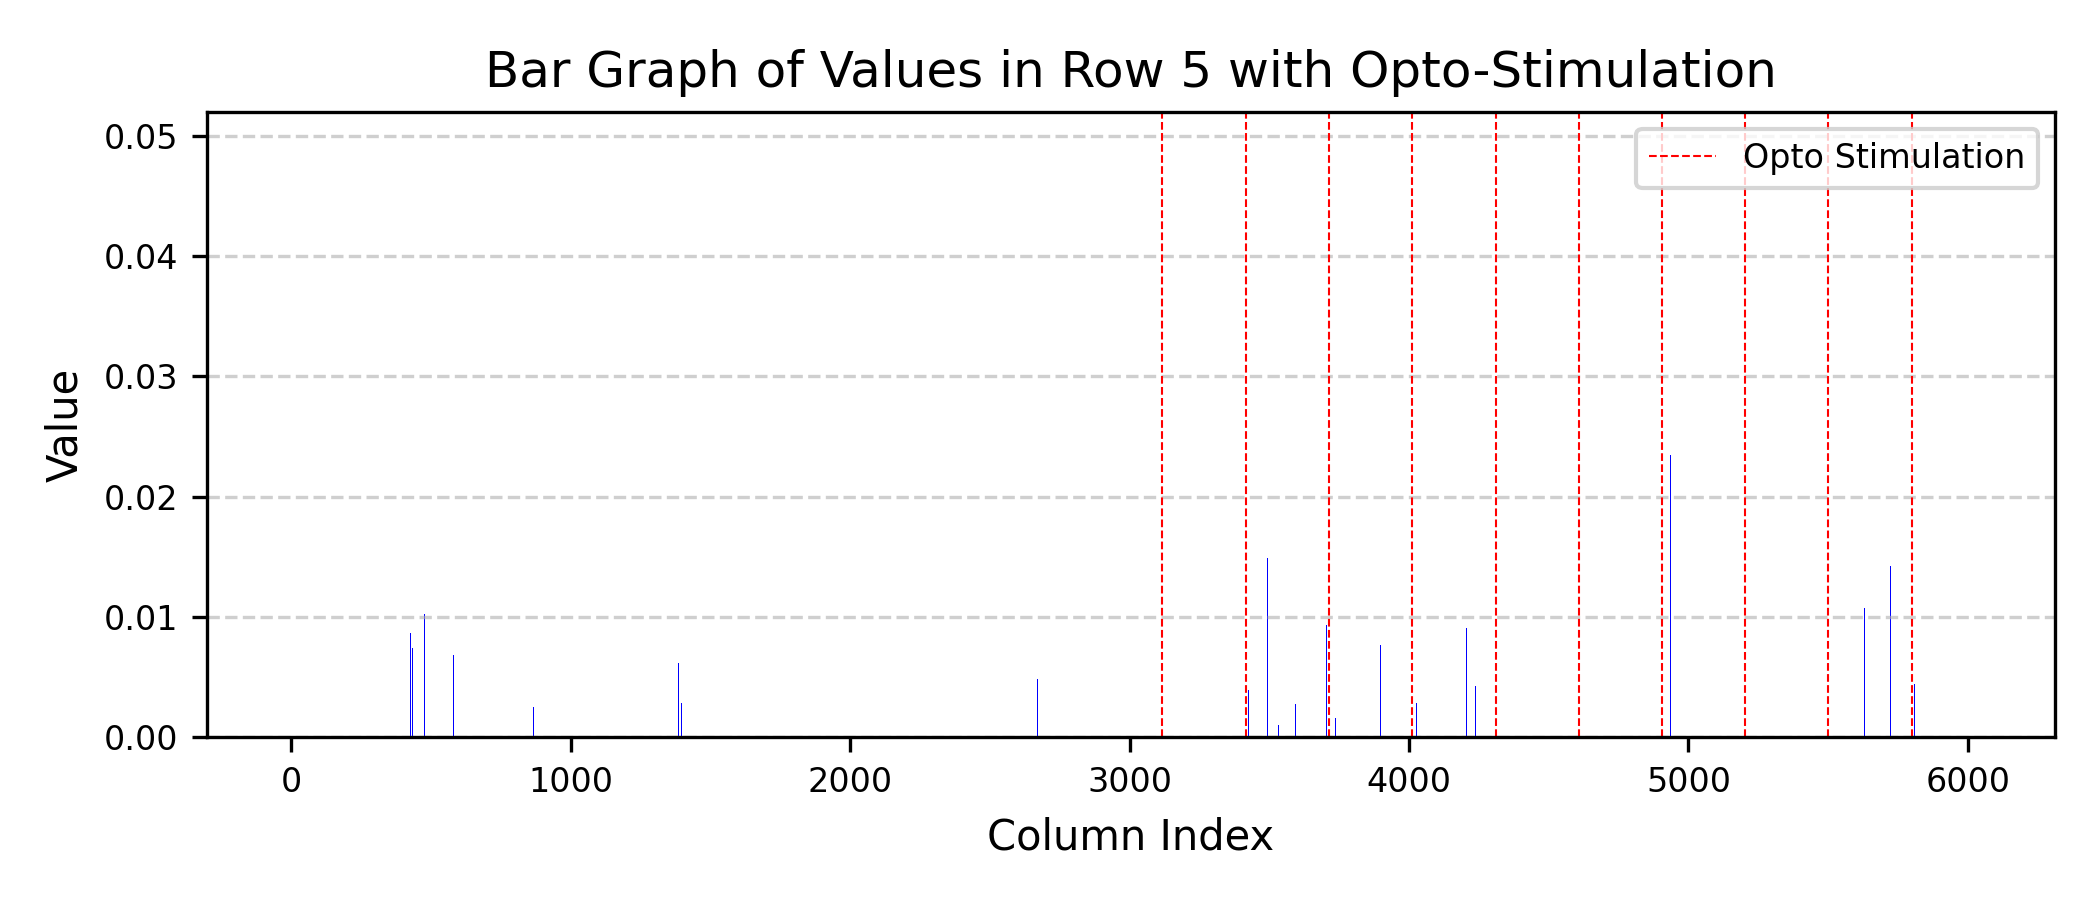 Bar Graph of Values in Row 5 with Opto-Stimulation
0.05
0.04
0.03
0.02
0.01
0.00
Value
Opto Stimulation
0 1000 2000 3000 4000 5000 6000
Column Index